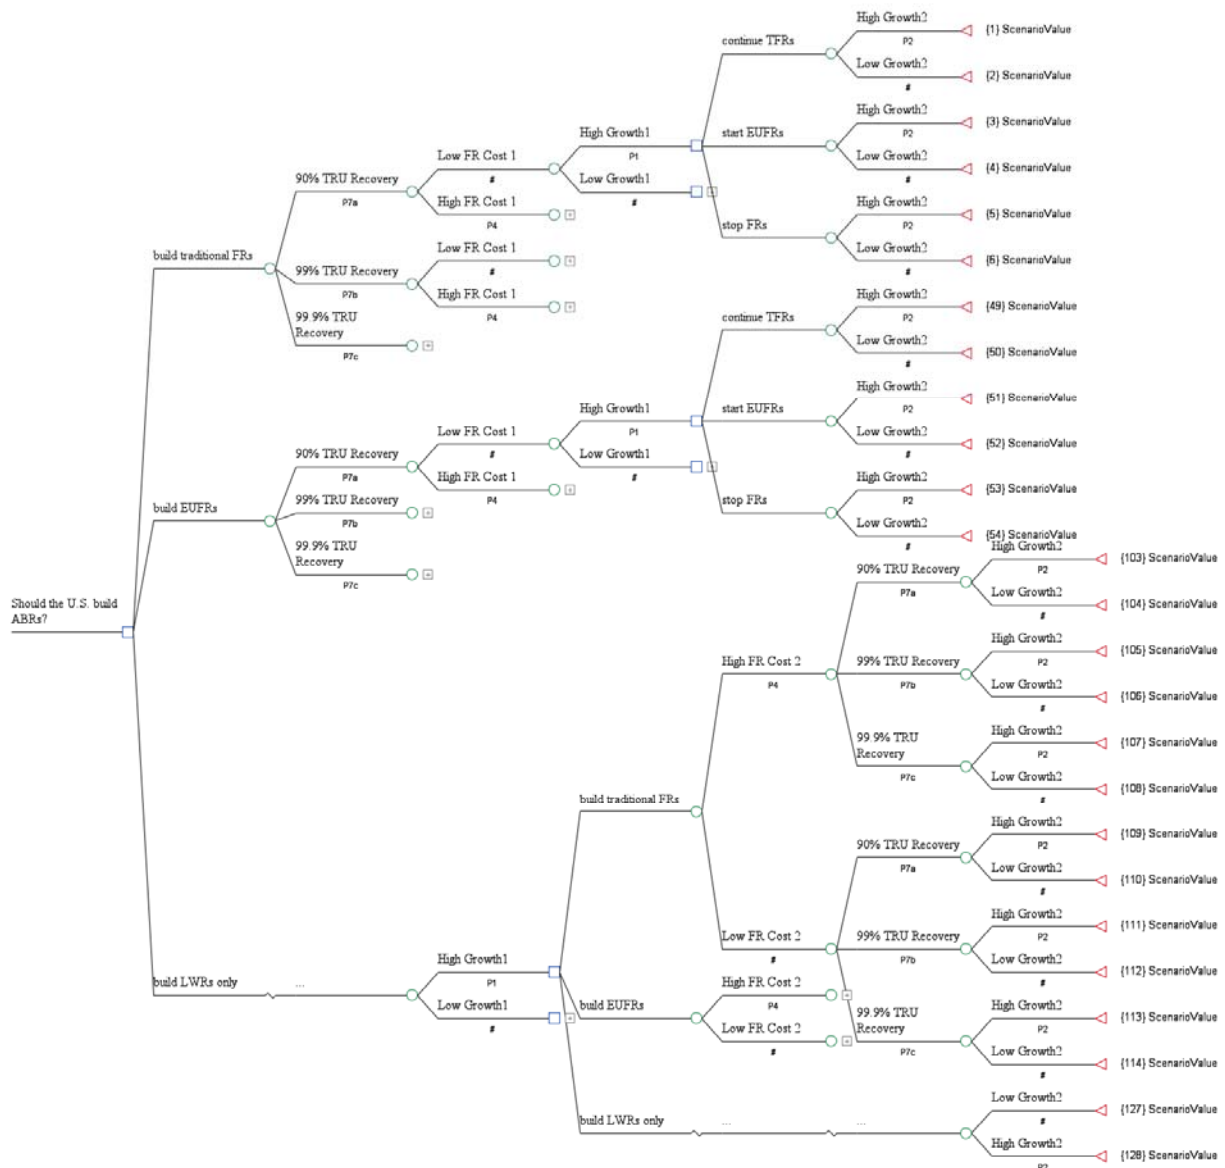 High Growth2
P2
{1} ScenarioValue
continue TFRs
Low Growth2
#
{2} ScenarioValue
High Growth2
P2
{3} ScenarioValue
High Growth1
P1
start EUFRs
Low Growth2
#
{4} ScenarioValue
Low FR Cost 1
#
90% TRU Recovery
P7a
Low Growth1
#
High Growth2
P2
{5} ScenarioValue
High FR Cost 1
P4
stop FRs
Low Growth2
#
{6} ScenarioValue
build traditional FRs
Low FR Cost 1
#
99% TRU Recovery
P7b
High FR Cost 1
P4
99.9% TRU
Recovery
P7c
High Growth2
P2
{49} ScenarioValue
continue TFRs
Low Growth2
#
{50} ScenarioValue
High Growth2
P2
{51} ScenarioValue
High Growth1
P1
start EUFRs
Low Growth2
#
{52} ScenarioValue
Low FR Cost 1
#
90% TRU Recovery
P7a
Low Growth1
#
High FR Cost 1
P4
High Growth2
P2
{53} ScenarioValue
build EUFRs
99% TRU Recovery
P7b
stop FRs
Low Growth2
#
{54} ScenarioValue
99.9% TRU
Recovery
P7c
Should the U.S. build
ABRs?
High Growth2
P2
{103} ScenarioValue
90% TRU Recovery
P7a
Low Growth2
#
{104} ScenarioValue
High Growth2
P2
{105} ScenarioValue
High FR Cost 2
P4
99% TRU Recovery
P7b
Low Growth2
#
{106} ScenarioValue
High Growth2
P2
{107} ScenarioValue
99.9% TRU
Recovery
P7c
Low Growth2
#
{108} ScenarioValue
build traditional FRs
High Growth2
P2
{109} ScenarioValue
90% TRU Recovery
P7a
Low Growth2
#
{110} ScenarioValue
High Growth2
P2
{111} ScenarioValue
Low FR Cost 2
#
99% TRU Recovery
P7b
Low Growth2
#
{112} ScenarioValue
High Growth1
P1
build LWRs only
...
Low Growth1
#
build EUFRs
High FR Cost 2
P4
Low FR Cost 2
#
99.9% TRU
Recovery
P7c
High Growth2
P2
{113} ScenarioValue
Low Growth2
#
{114} ScenarioValue
build LWRs only
...
...
Low Growth2
#
{127} ScenarioValue
High Growth2
P2
{128} ScenarioValue